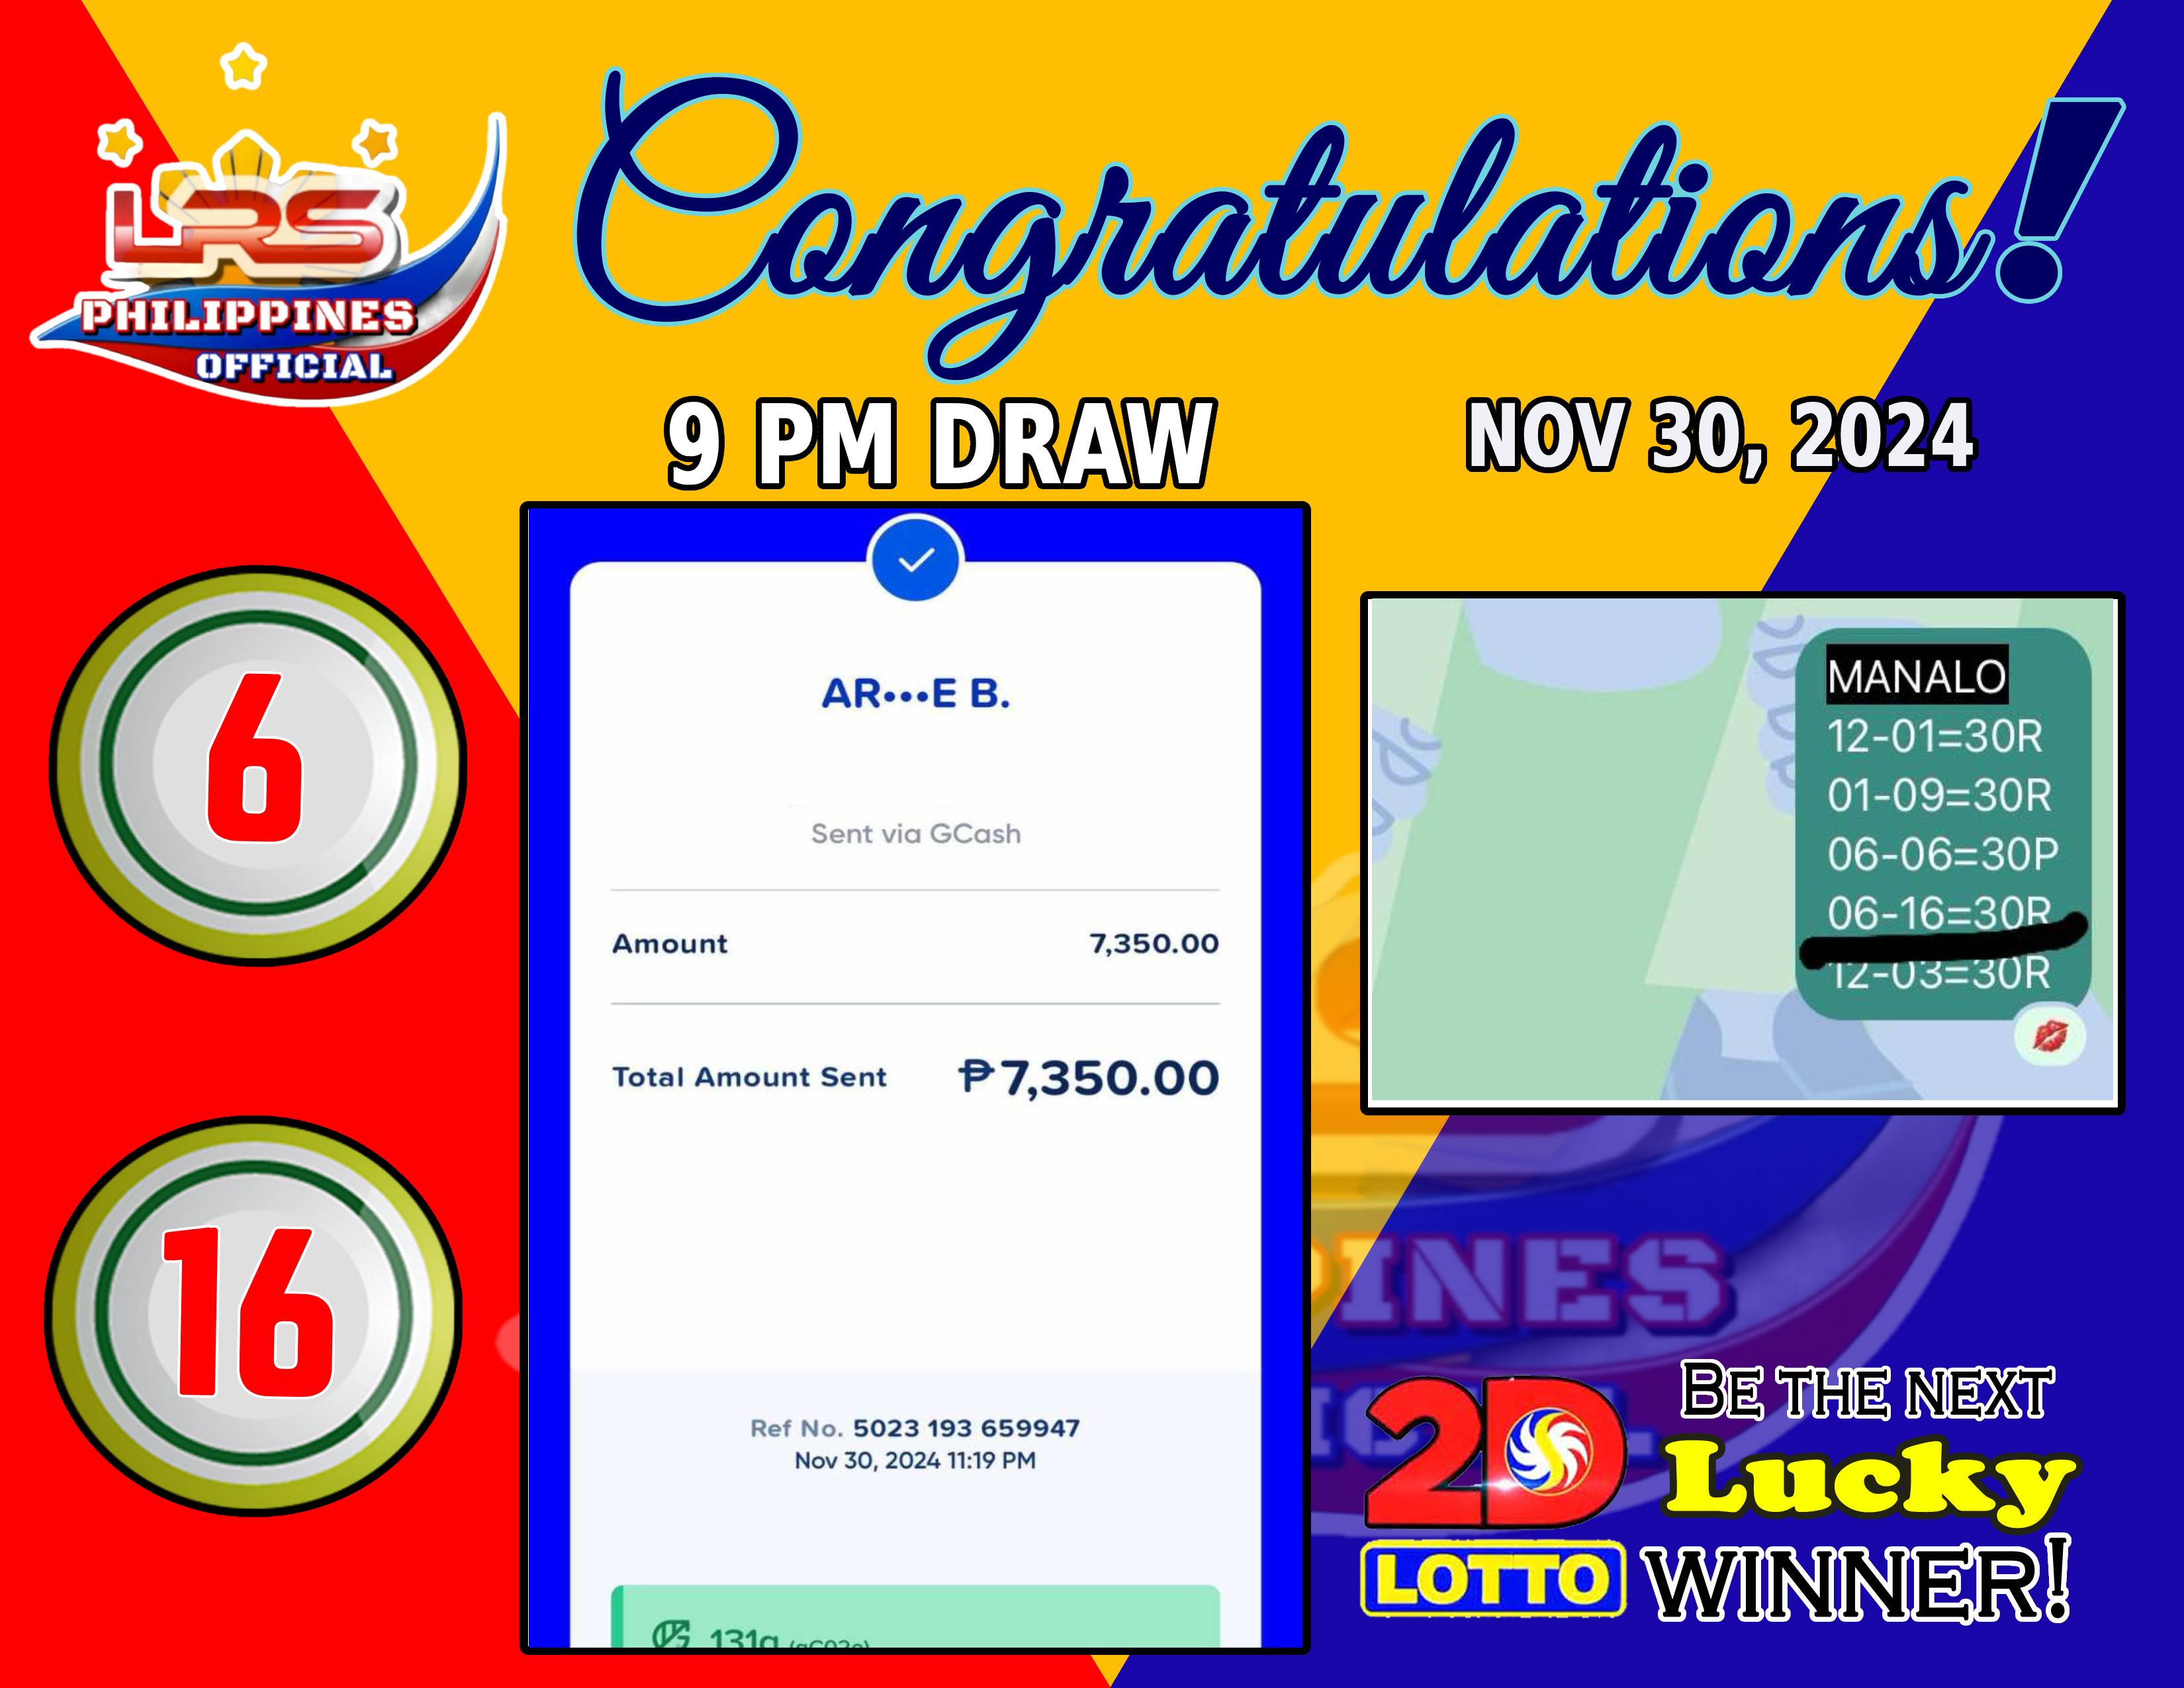 LRS
PHILIPPINES
OFFICIAL
Congratulations!
9 PM DRAW
NOV 30, 2024
6
16
AR•••E B.
Sent via GCash
Amount 7,350.00
Total Amount Sent ₱7,350.00
Ref No. 5023 193 659947
Nov 30, 2024 11:19 PM
131g
MANALO
12-01=30R
01-09=30R
06-06=30P
06-16=30R
12-03=30R
PINES
2D
LOTTO
BE THE NEXT
Lucky
WINNER!